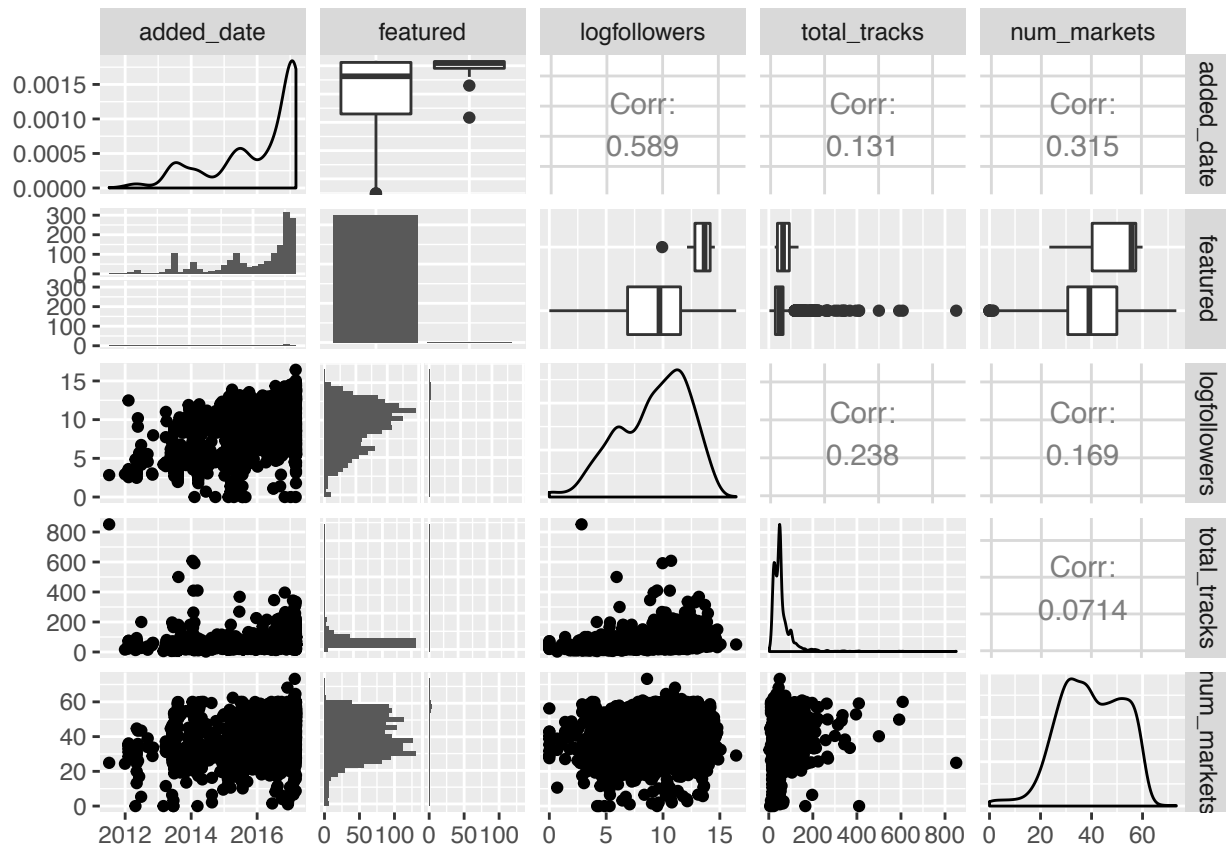 added_date featured logfollowers total_tracks num_markets
0.0015
0.0010
0.0005
0.0000
Corr:
0.589
Corr:
0.131
Corr:
0.315
added_date
300
200
100
0
300
200
100
0
featured
15
10
5
0
Corr:
0.238
Corr:
0.169
logfollowers
800
600
400
200
0
Corr:
0.0714
total_tracks
60
40
20
0
num_markets
2012 2014 2016 0 50 100 0 50 100 0 5 10 15 0 200 400 600 800 0 20 40 60